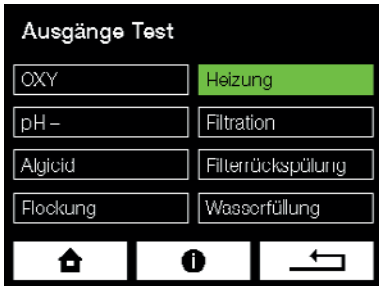 Ausgänge Test
OXY
Heizung
pH –
Filtration
Algicid
Filterrückspülung
Flockung
Wasserfüllung